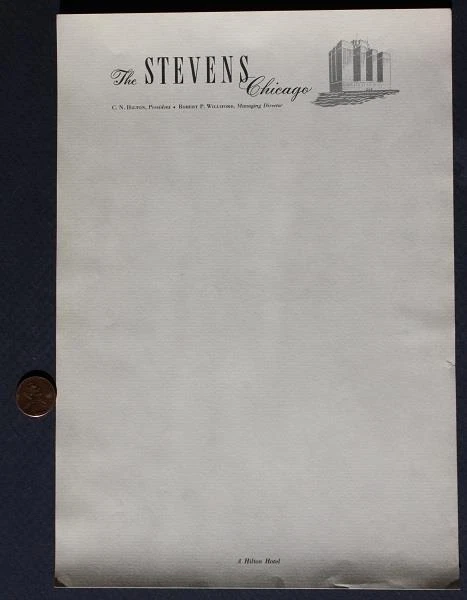 The STEVENS Chicago
C. N. Hilton, President • Robert P. Williford, Managing Director
A Hilton Hotel